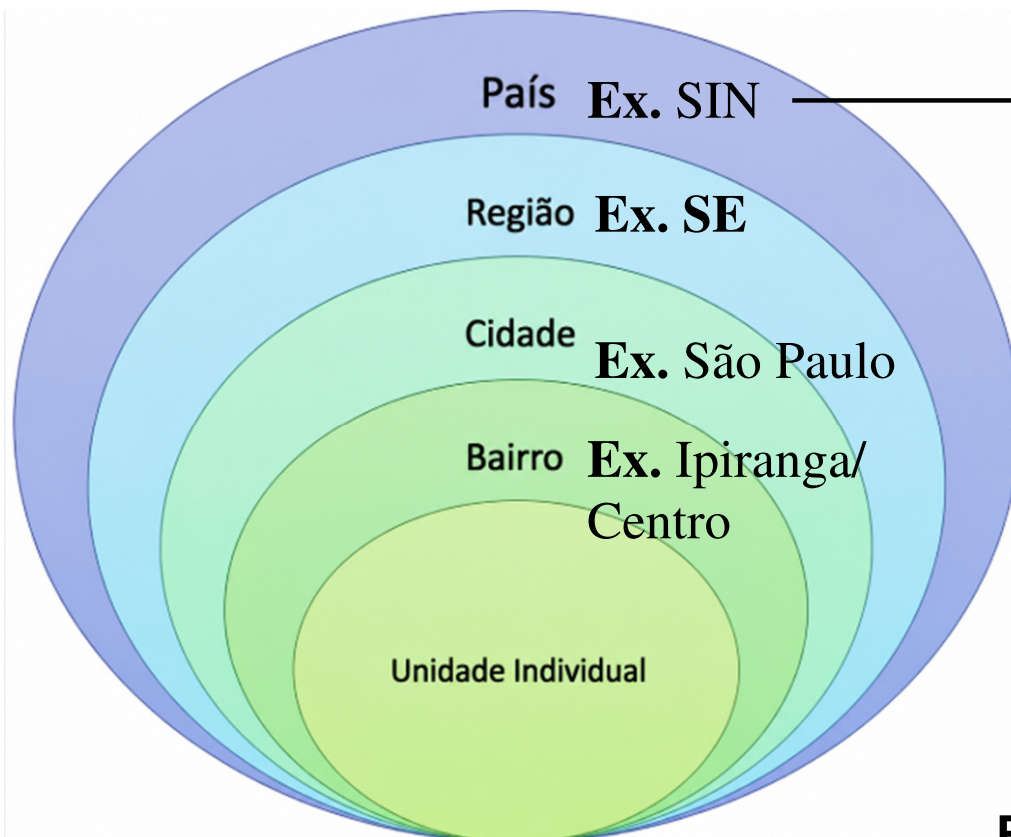 País Ex. SIN
Região Ex. SE
Cidade
Ex. São Paulo
Bairro Ex. Ipiranga/
Centro
Unidade Individual